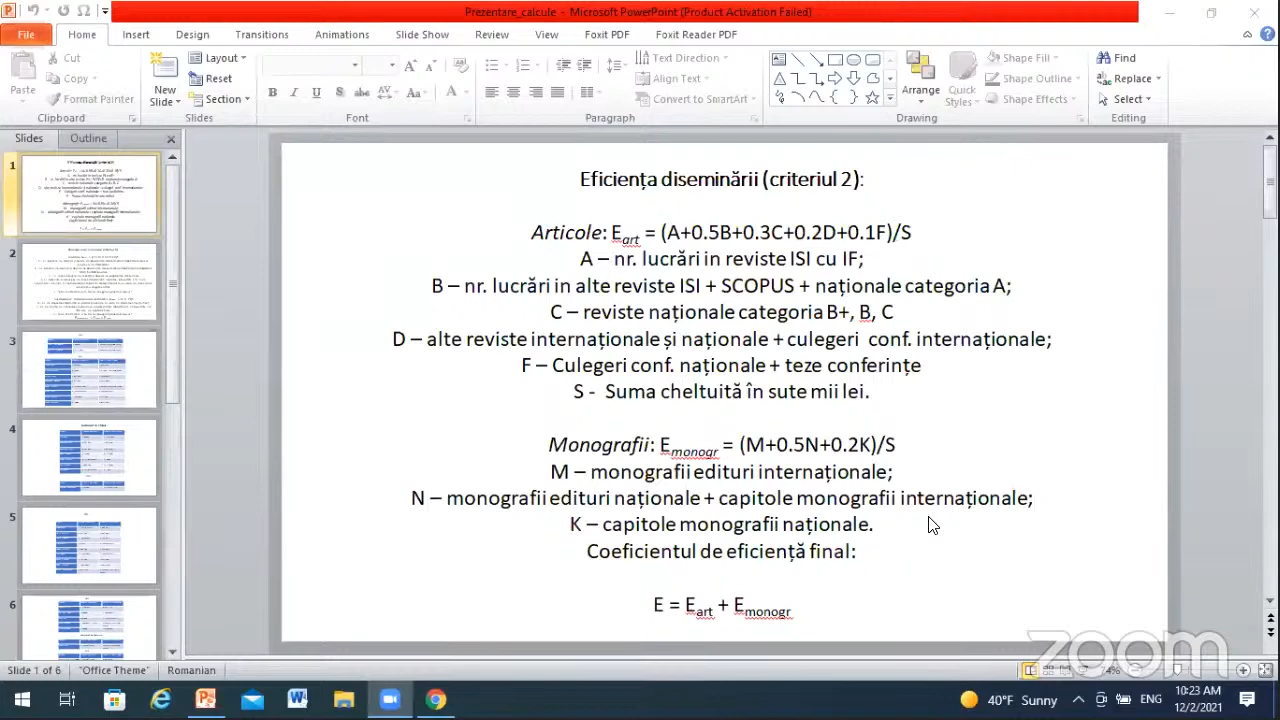 Prezentare_calcule - Microsoft PowerPoint (Product Activation Failed)
File Home Insert Design Transitions Animations Slide Show Review View Foxit PDF Foxit Reader PDF
Cut
Copy
Format Painter
Paste
Clipboard
New Slide
Layout
Reset
Section
Slides
Font
Text Direction
Align Text
Convert to SmartArt
Paragraph
Arrange
Quick Styles
Shape Fill
Shape Outline
Shape Effects
Drawing
Find
Replace
Select
Editing
Slides Outline
1
2
3
4
5
Eficiența diseminării (criteriul 2):
Articole: Eart = (A+0.5B+0.3C+0.2D+0.1F)/S
A – nr. lucrări in reviste ISI cu IF;
B – nr. lucrări in alte reviste ISI + SCOPUS + naționale categoria A;
C – reviste naționale categoria B+, B, C
D – alte reviste internaționale și naționale + culegeri conf. internaționale;
F – Culegeri conf. naționale + teze conferințe
S - Suma cheltuită în sute mii lei.
Monografii: Emonogr = (M+0.5N+0.2K)/S
M – monografii edituri internaționale;
N – monografii edituri naționale + capitole monografii internaționale;
K – capitole monografii naționale.
Coeficientul de eficientă final:
E = Eart + Emonogr
zoom
Slide 1 of 6 "Office Theme" Romanian 74%
40°F Sunny ENG 10:23 AM
12/2/2021